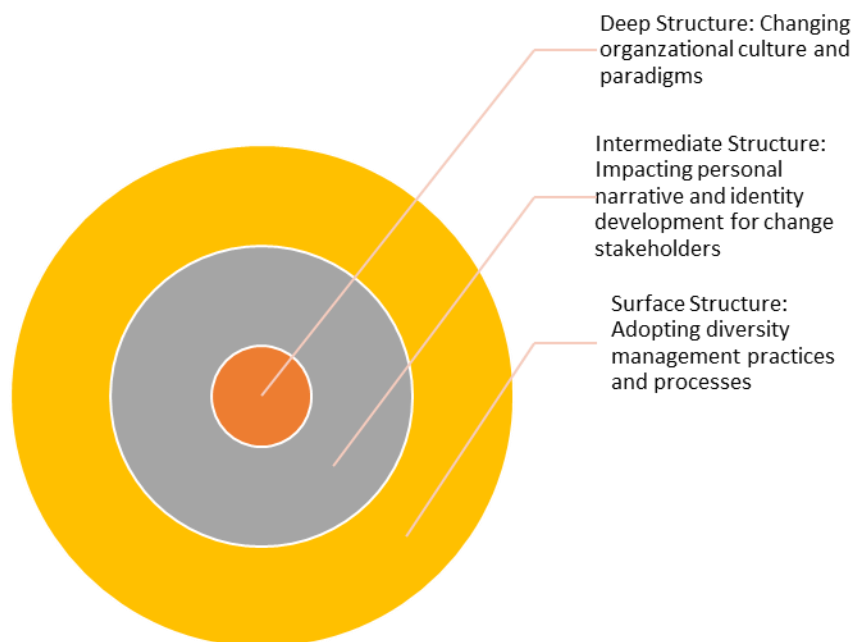 Deep Structure: Changing
organzational culture and
paradigms
Intermediate Structure:
Impacting personal
narrative and identity
development for change
stakeholders
Surface Structure:
Adopting diversity
management practices
and processes